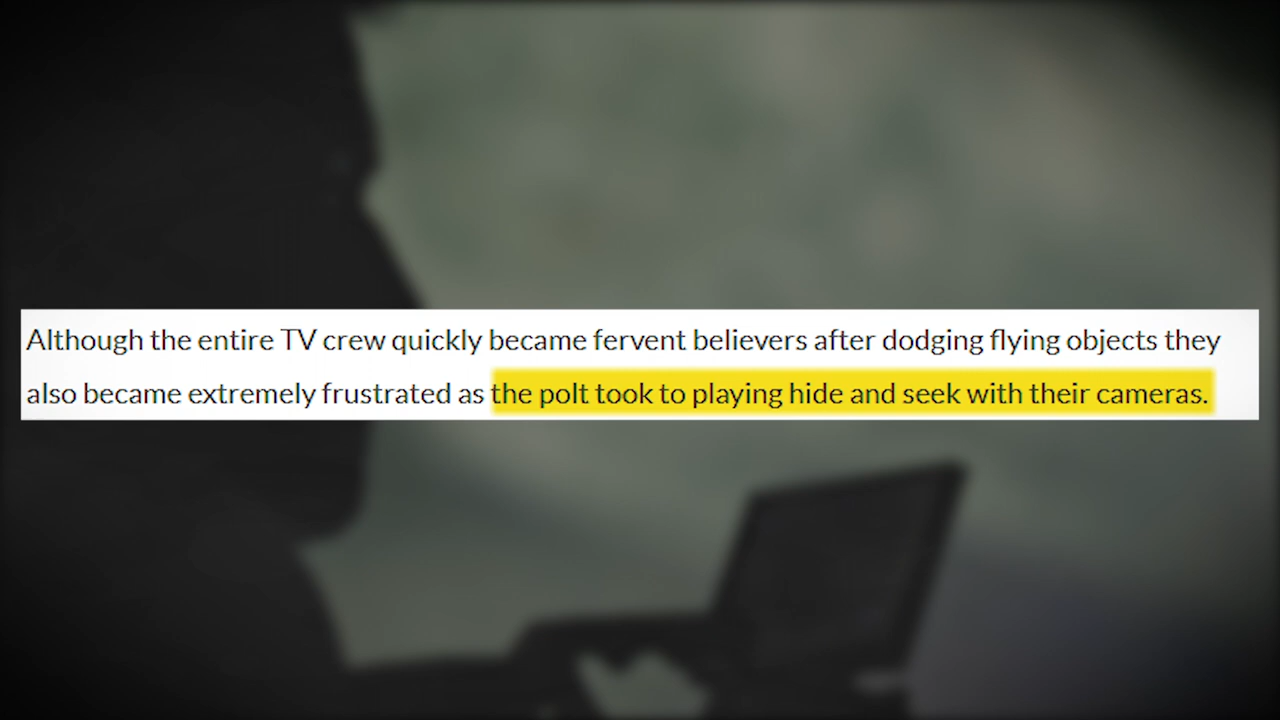 Although the entire TV crew quickly became fervent believers after dodging flying objects they
also became extremely frustrated as the polt took to playing hide and seek with their cameras.